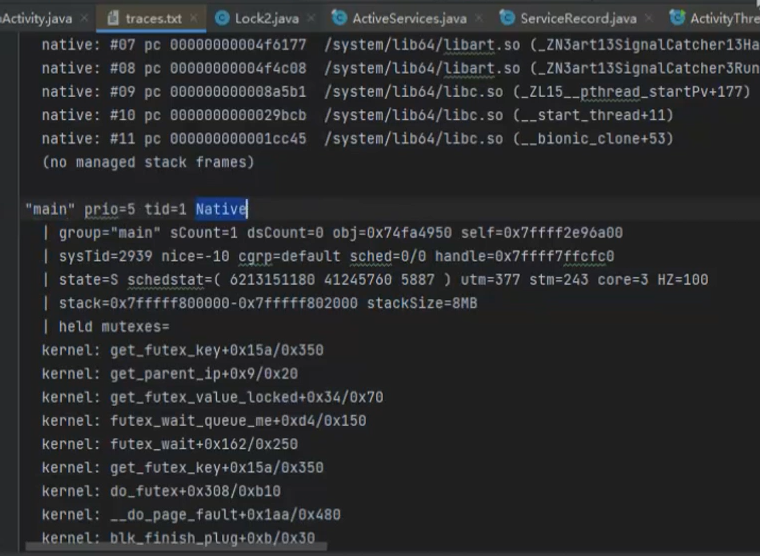 Activity.java traces.txt Lock2.java ActiveServices.java ServiceRecord.java ActivityThre
native: #07 pc 00000000004f6177 /system/lib64/libart.so (_ZN3art13SignalCatcher13Ha
native: #08 pc 00000000004f4c08 /system/lib64/libart.so (_ZN3art13SignalCatcher3Run
native: #09 pc 000000000008a5b1 /system/lib64/libc.so (_ZL15__pthread_startPv+177)
native: #10 pc 0000000000029bcb /system/lib64/libc.so (__start_thread+11)
native: #11 pc 000000000001cc45 /system/lib64/libc.so (__bionic_clone+53)
(no managed stack frames)
"main" prio=5 tid=1 Native
| group="main" sCount=1 dsCount=0 obj=0x74fa4950 self=0x7ffff2e96a00
| sysTid=2939 nice=-10 cgrp=default sched=0/0 handle=0x7ffff7ffcfc0
| state=S schedstat=( 6213151180 41245760 5887 ) utm=377 stm=243 core=3 HZ=100
| stack=0x7fffff800000-0x7fffff802000 stackSize=8MB
| held mutexes=
kernel: get_futex_key+0x15a/0x350
kernel: get_parent_ip+0x9/0x20
kernel: get_futex_value_locked+0x34/0x70
kernel: futex_wait_queue_me+0xd4/0x150
kernel: futex_wait+0x162/0x250
kernel: get_futex_key+0x15a/0x350
kernel: do_futex+0x308/0xb10
kernel: __do_page_fault+0x1aa/0x480
kernel: blk_finish_plug+0xb/0x30